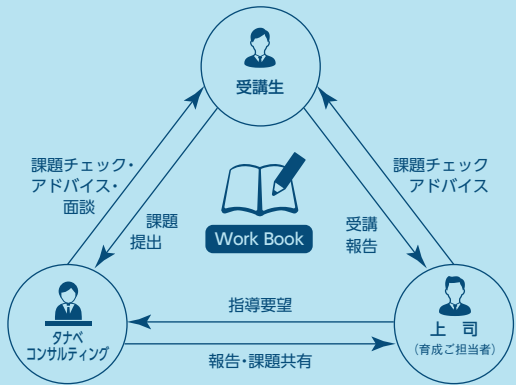 受講生
課題チェック・
アドバイス・
面談
課題
提出
Work Book
受講
報告
課題チェック
アドバイス
指導要望
タナベ
コンサルティング
報告・課題共有
上　司
（育成ご担当者）